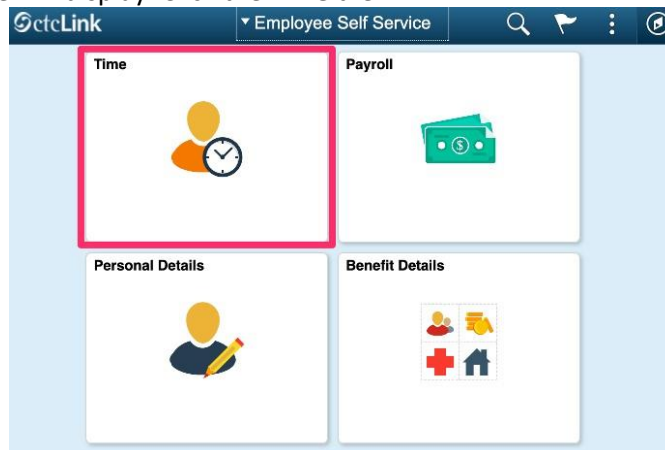 ctcLink
Employee Self Service
Time
Payroll
$
Personal Details
Benefit Details